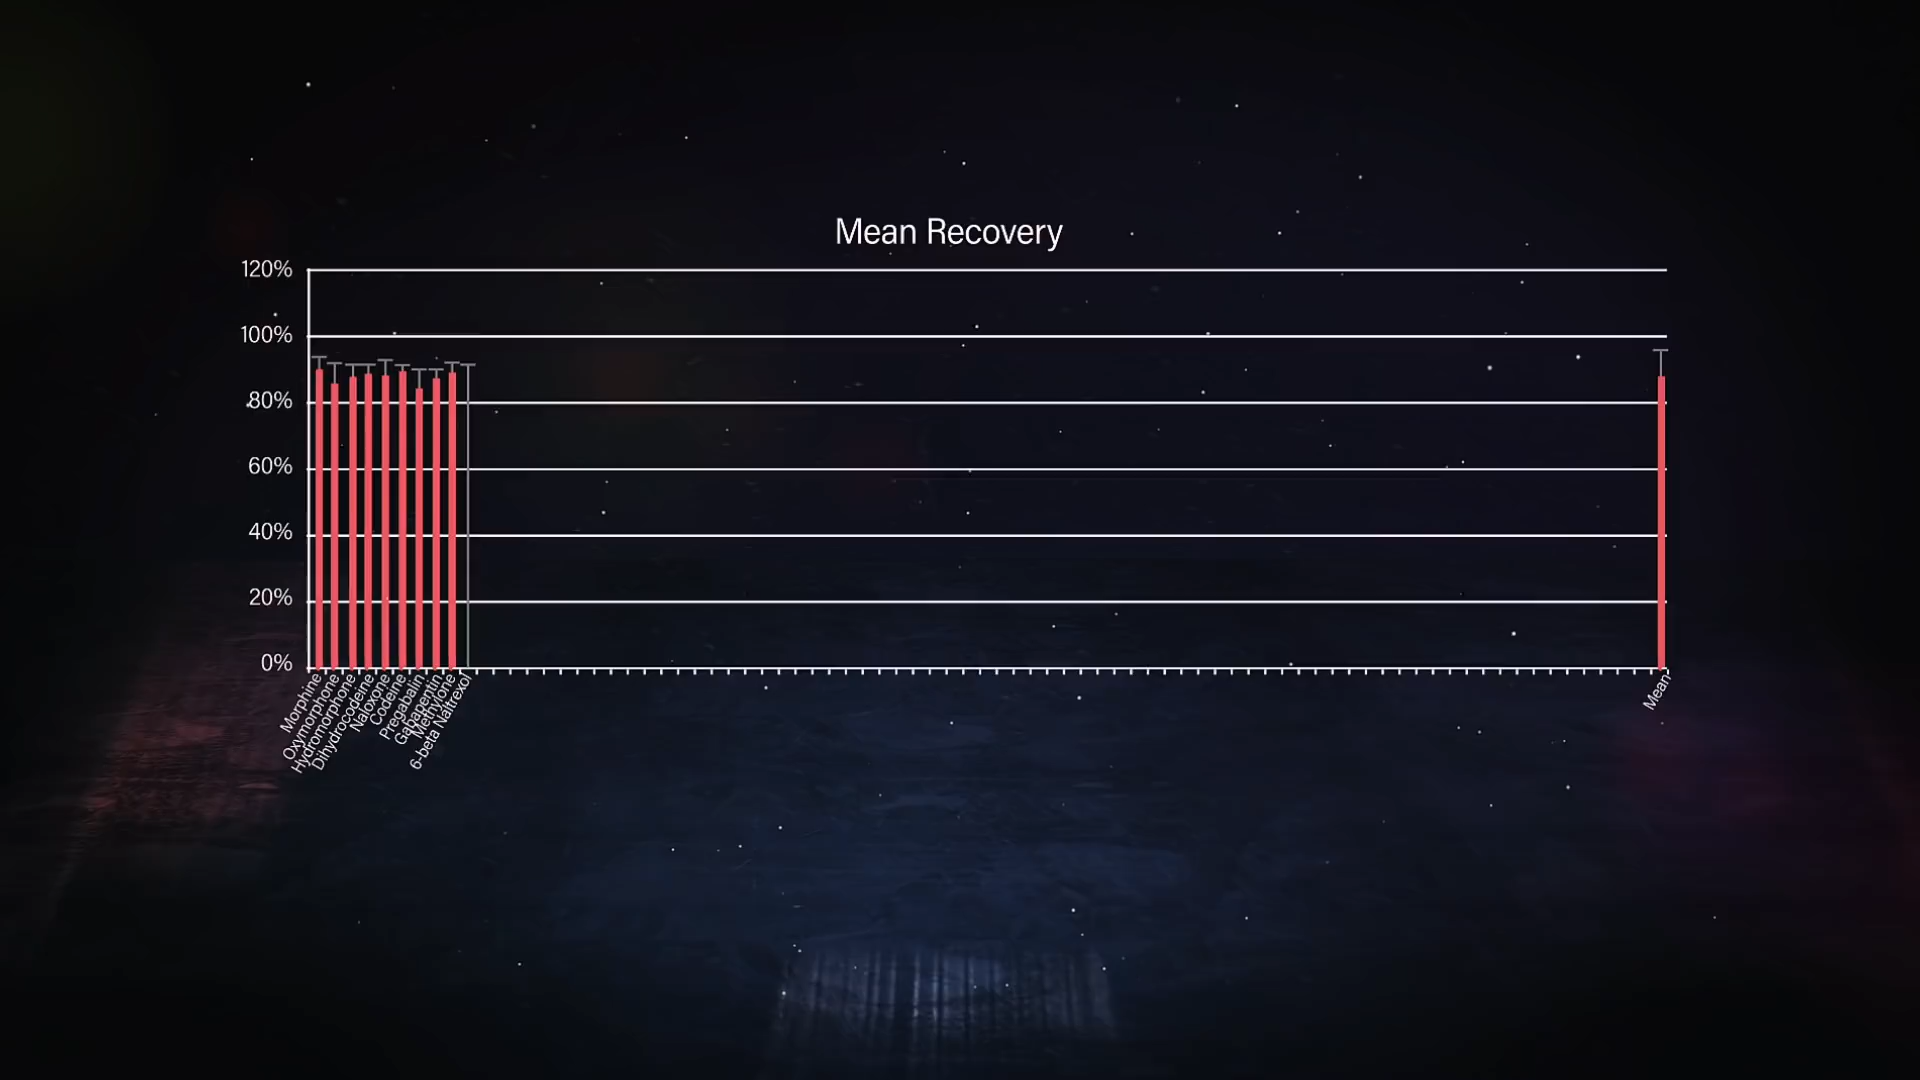 Mean Recovery
120%
100%
80%
60%
40%
20%
0%
Morphine
Oxymorphone
Hydromorphone
Dihydrocodeine
Naloxone
Codeine
Pregabalin
Gabapentin
Methylone
6-beta Naltrexol
Mean